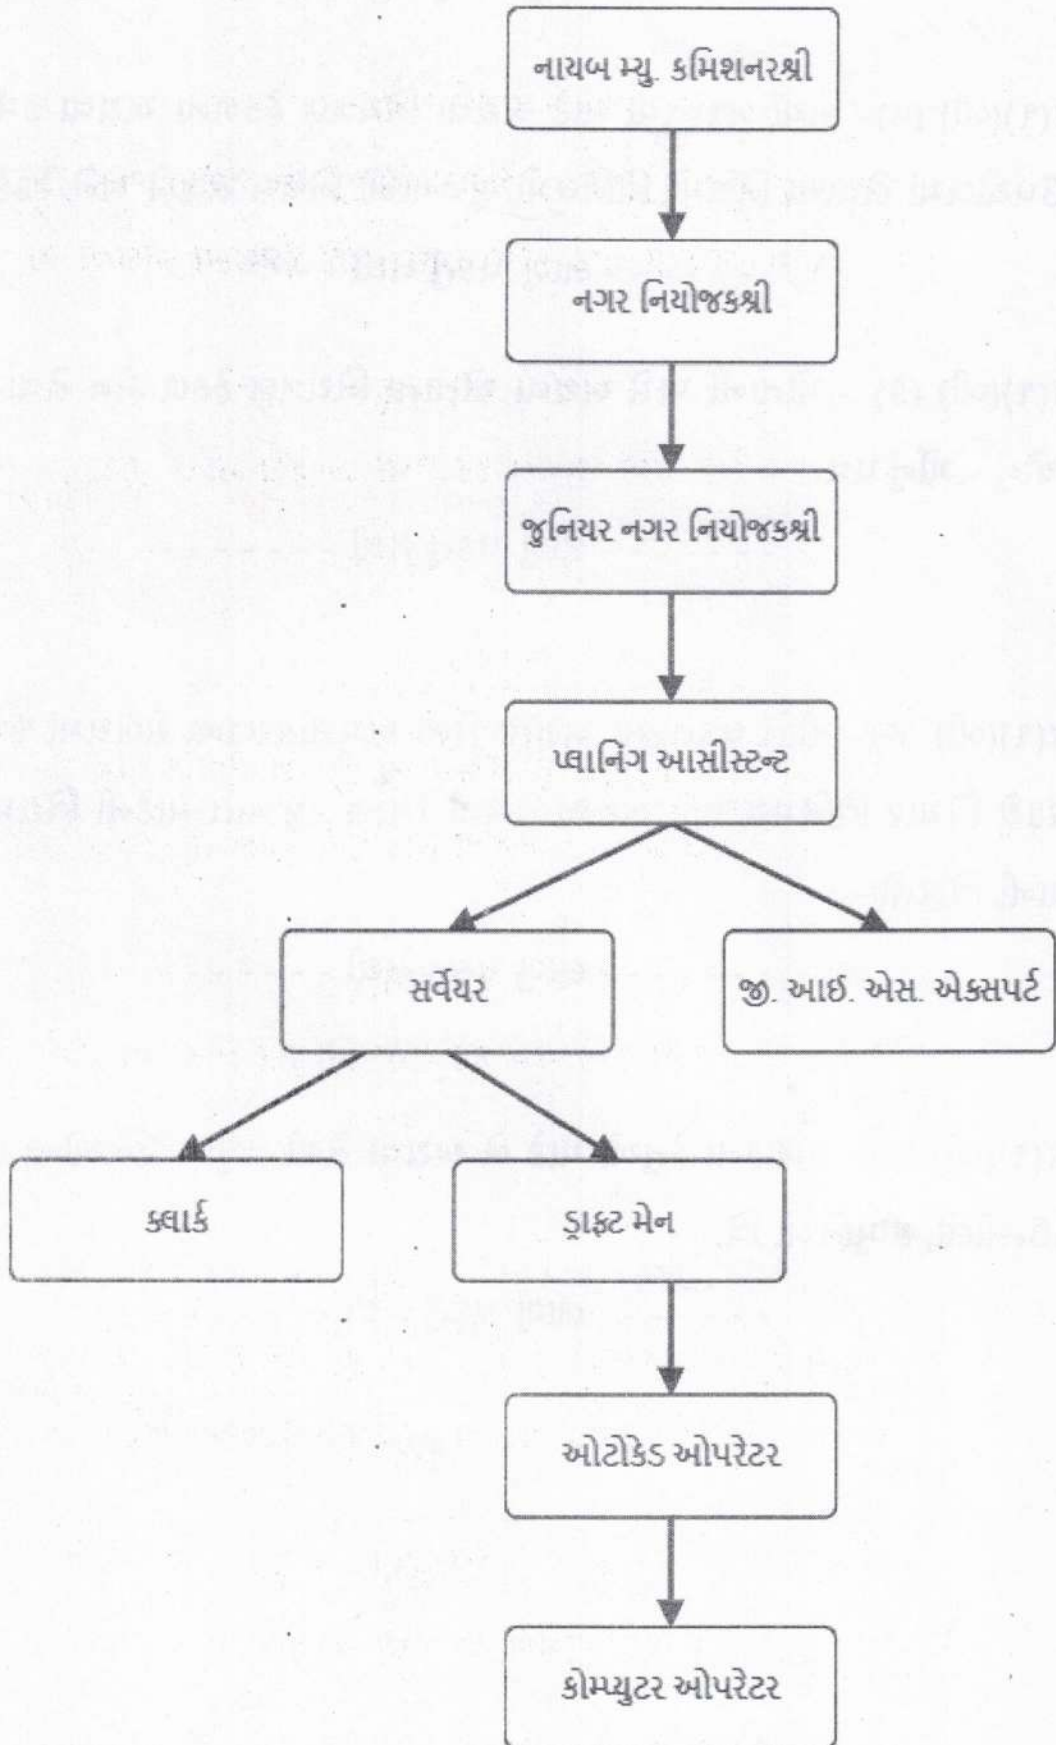 નાયબ મ્યુ. કમિશનરશ્રી
નગર નિયોજકશ્રી
જુનિયર નગર નિયોજકશ્રી
પ્લાનિંગ આસીસ્ટન્ટ
સર્વેયર
જી. આઈ. એસ. એક્સપર્ટ
ક્લાર્ક
ડ્રાફ્ટ મેન
ઓટોકેડ ઓપરેટર
કોમ્પ્યુટર ઓપરેટર